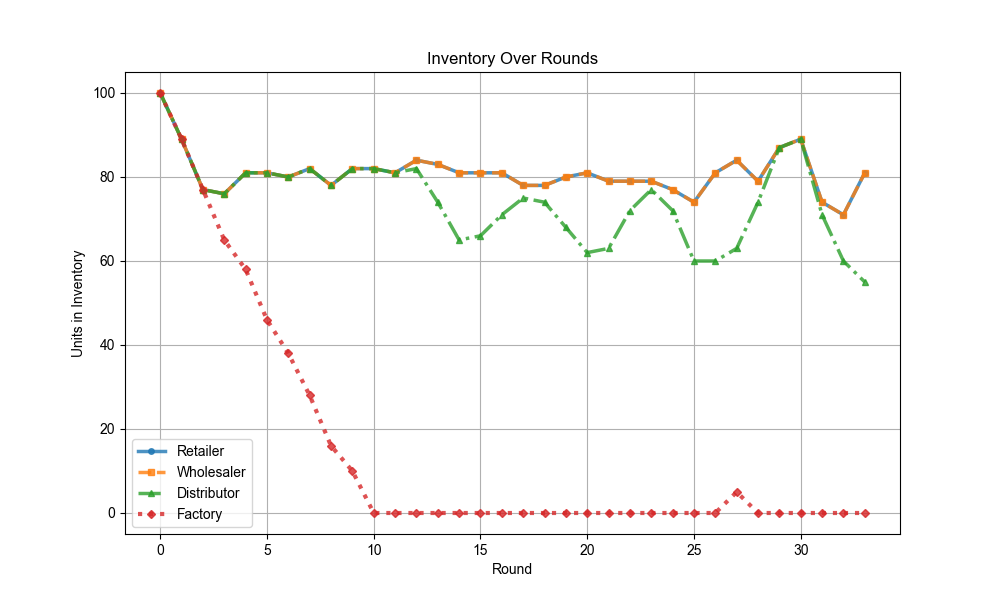 Inventory Over Rounds
100
80
60
40
20
0
Units in Inventory
Retailer
Wholesaler
Distributor
Factory
0 5 10 15 20 25 30
Round